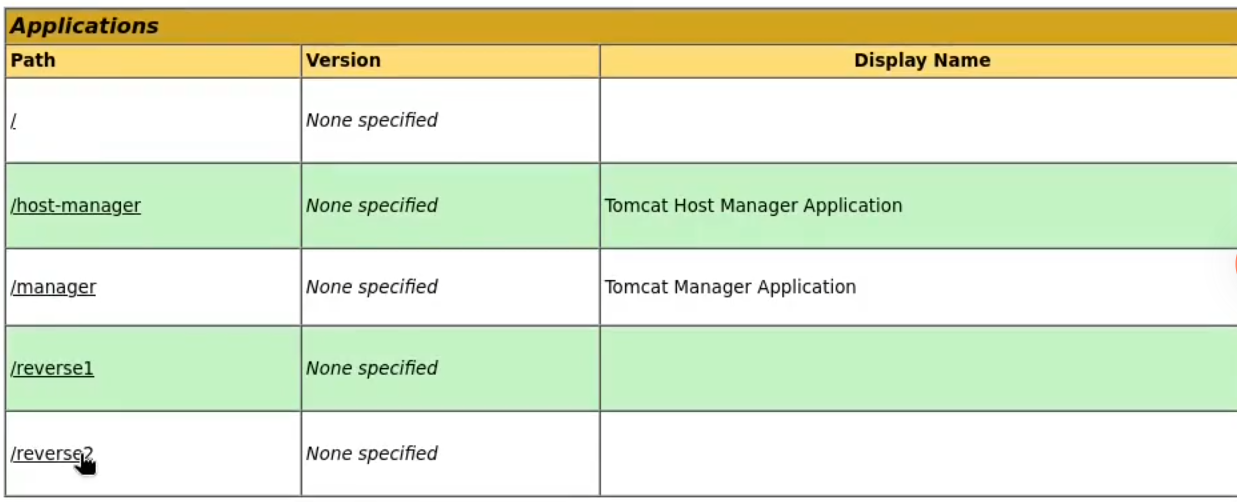 Applications
Path Version Display Name
/ None specified
/host-manager None specified Tomcat Host Manager Application
/manager None specified Tomcat Manager Application
/reverse1 None specified
/reverse2 None specified